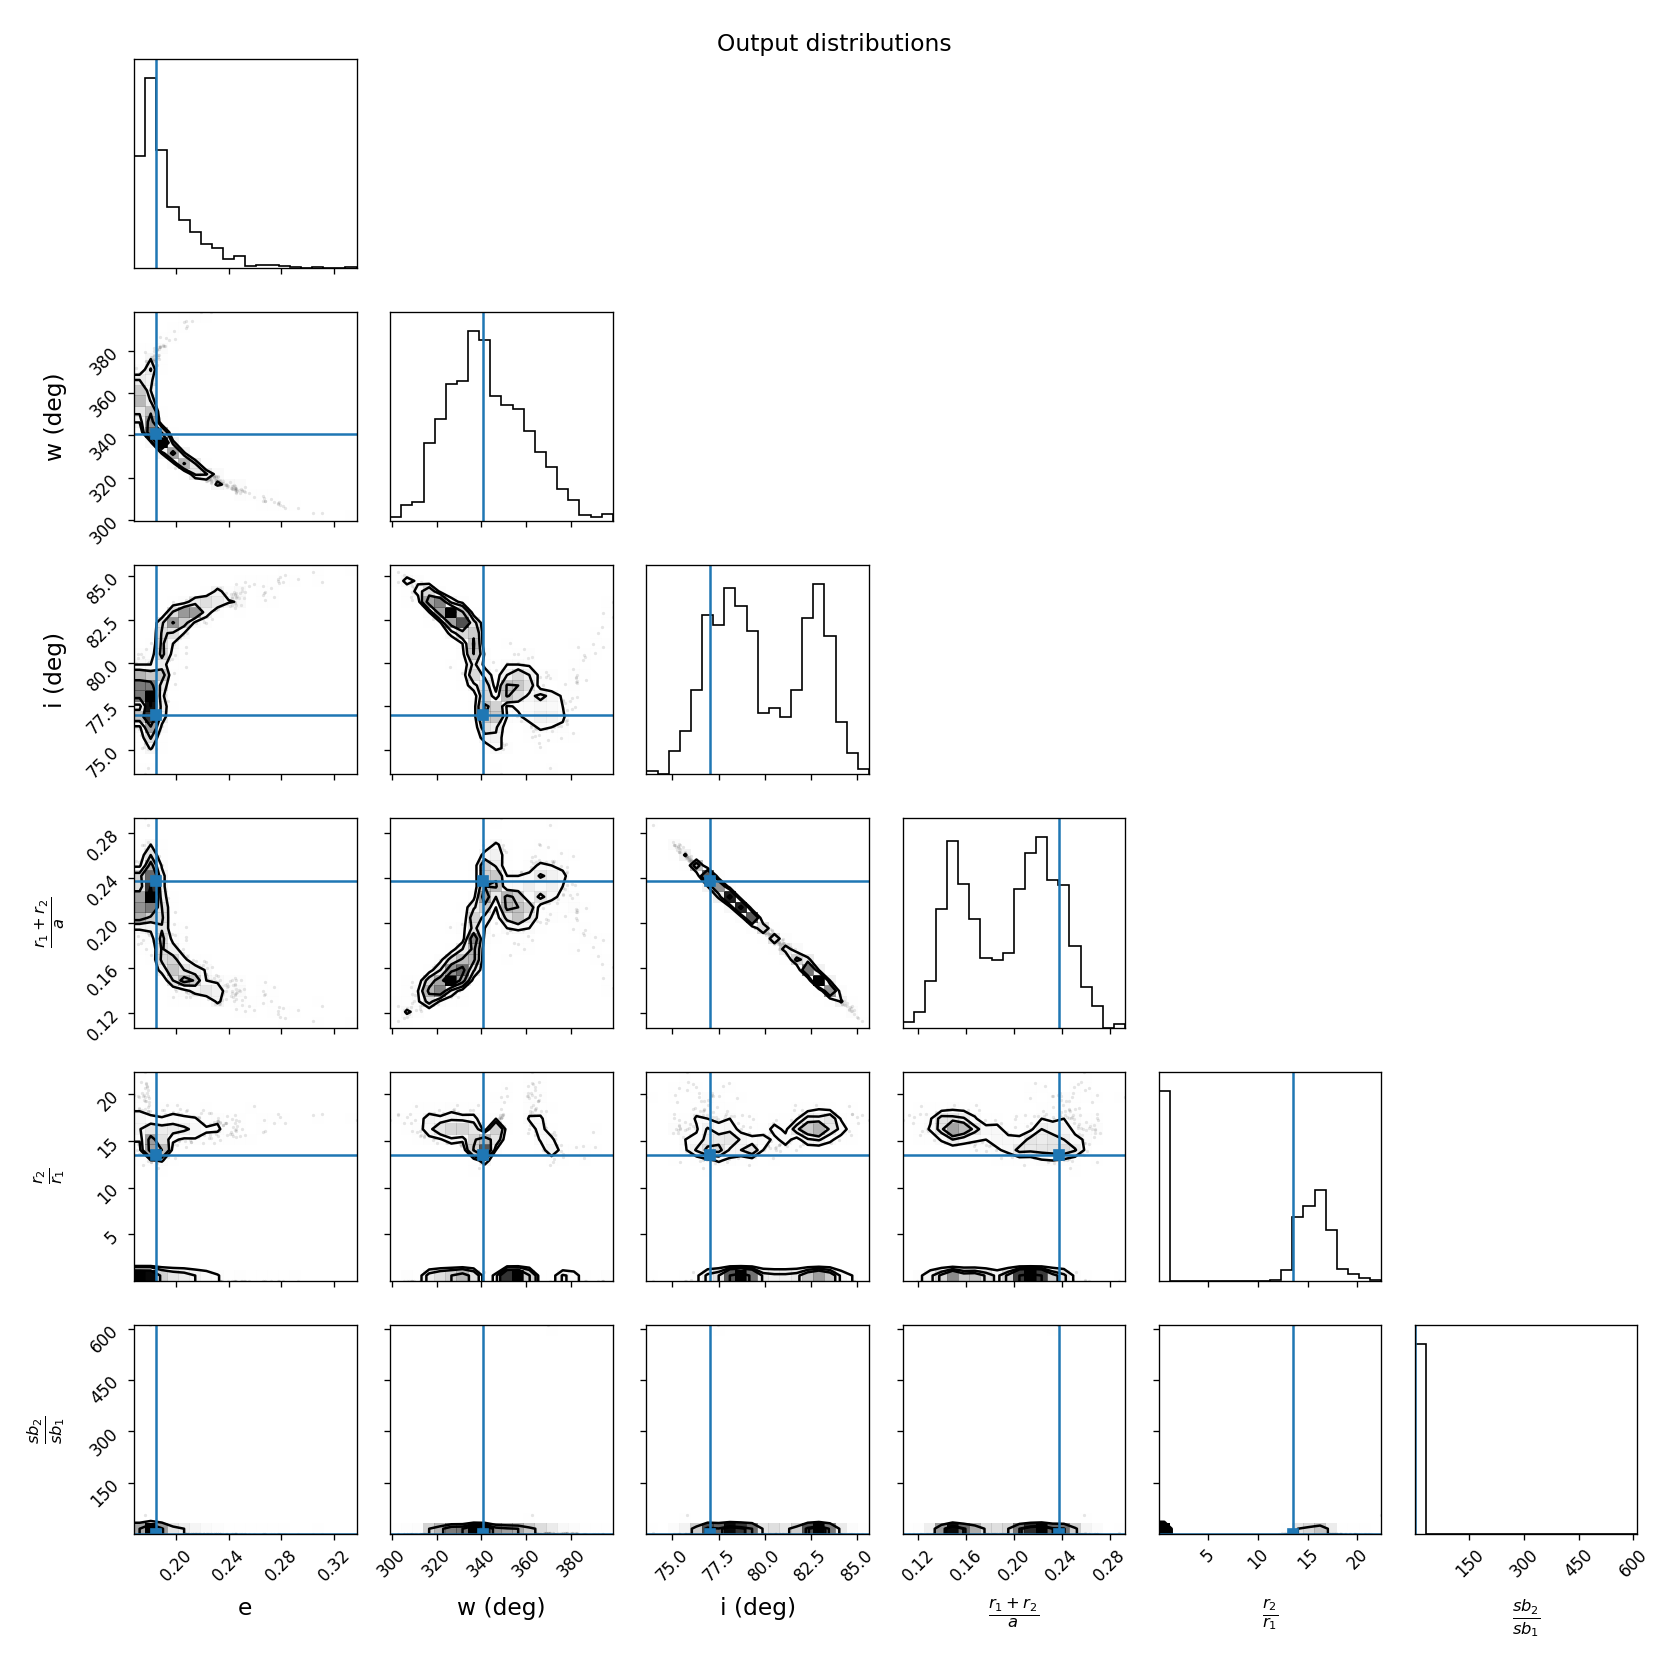 Output distributions
w (deg)
380
360
340
320
300
i (deg)
85.0
82.5
80.0
77.5
75.0
r₁ + r₂
a
0.28
0.24
0.20
0.16
0.12
r₂
r₁
20
15
10
5
sb₂
sb₁
600
450
300
150
0.20 0.24 0.28 0.32
300 320 340 360 380
75.0 77.5 80.0 82.5 85.0
0.12 0.16 0.20 0.24 0.28
5 10 15 20
150 300 450 600
e
w (deg)
i (deg)
r₁ + r₂
a
r₂
r₁
sb₂
sb₁